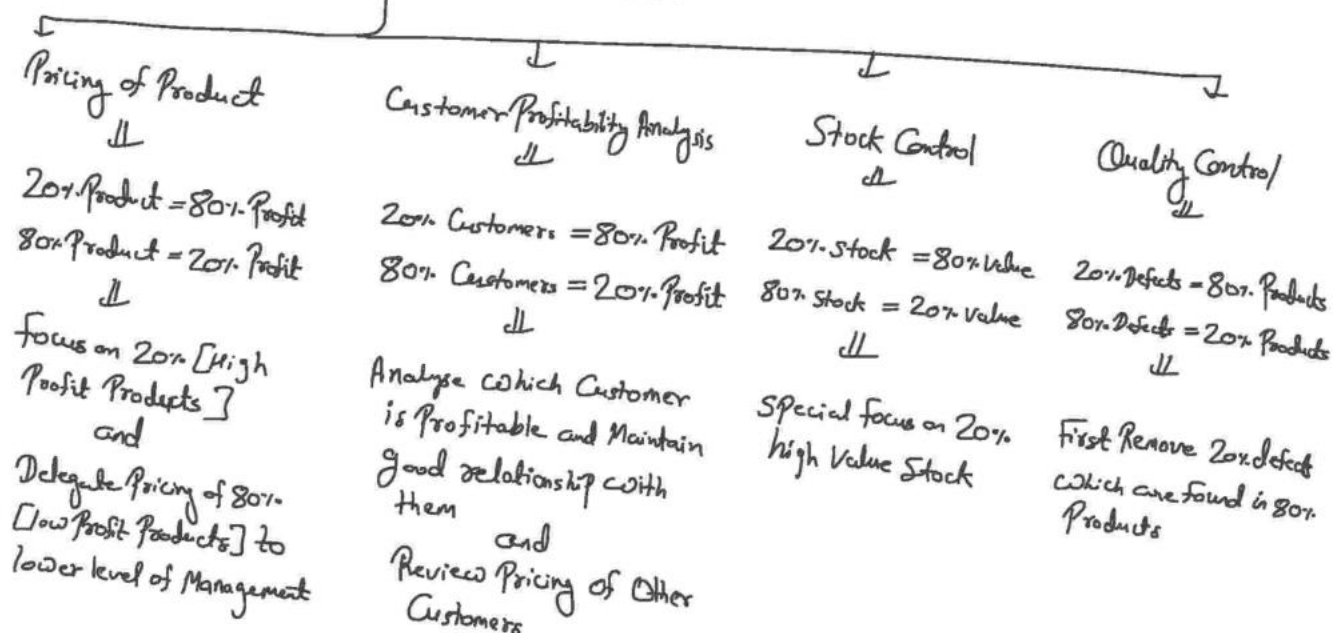 Pricing of Product
20% Product = 80% Profit
80% Product = 20% Profit
focus on 20% [High
Profit Products]
and
Delegate Pricing of 80%
[low Profit Products] to
lower level of Management
Customer Profitability Analysis
20% Customers = 80% Profit
80% Customers = 20% Profit
Analyse which Customer
is Profitable and Maintain
good relationship with
them
and
Review Pricing of Other
Customers
Stock Control
20% stock = 80% value
80% stock = 20% value
special focus on 20%
high Value Stock
Quality Control
20% Defects = 80% Products
80% Defects = 20% Products
First Remove 20% defect
which are found in 80%
Products